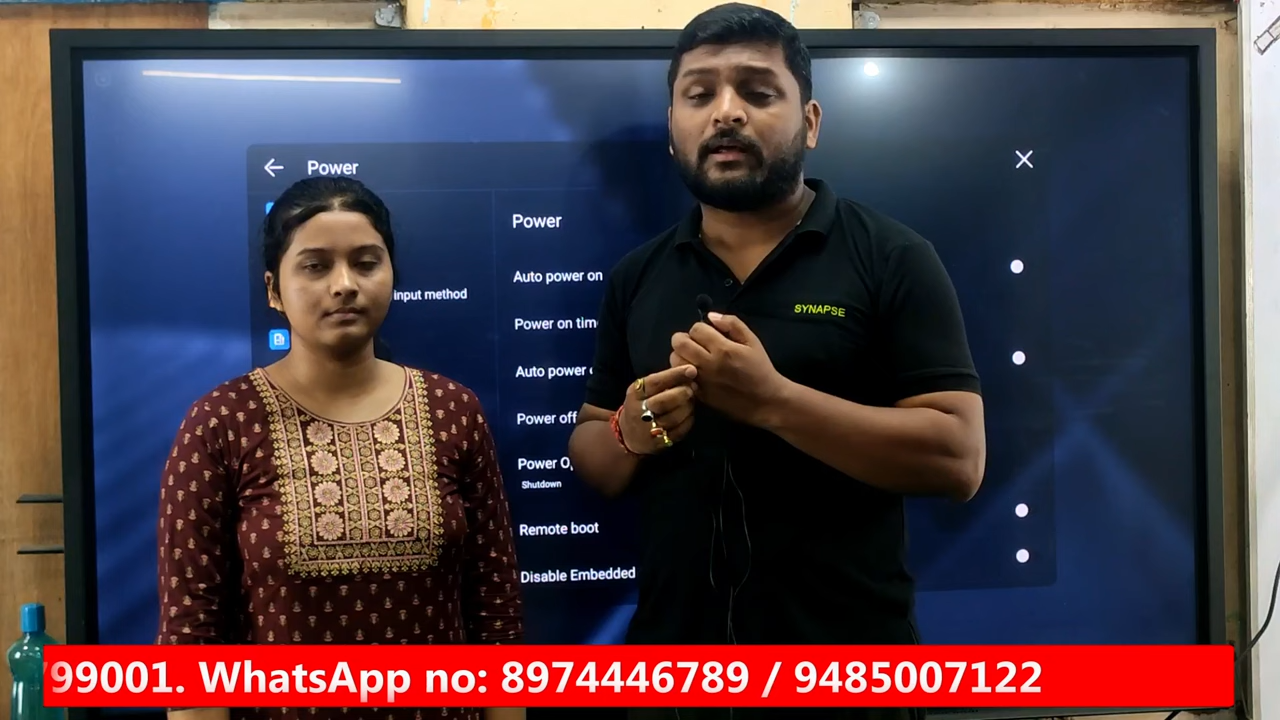 Power
Power
Auto power on
input method
Power on tim
Auto power
Power off
Power Op
Shutdown
Remote boot
Disable Embedded
SYNAPSE
99001. WhatsApp no: 8974446789 / 9485007122